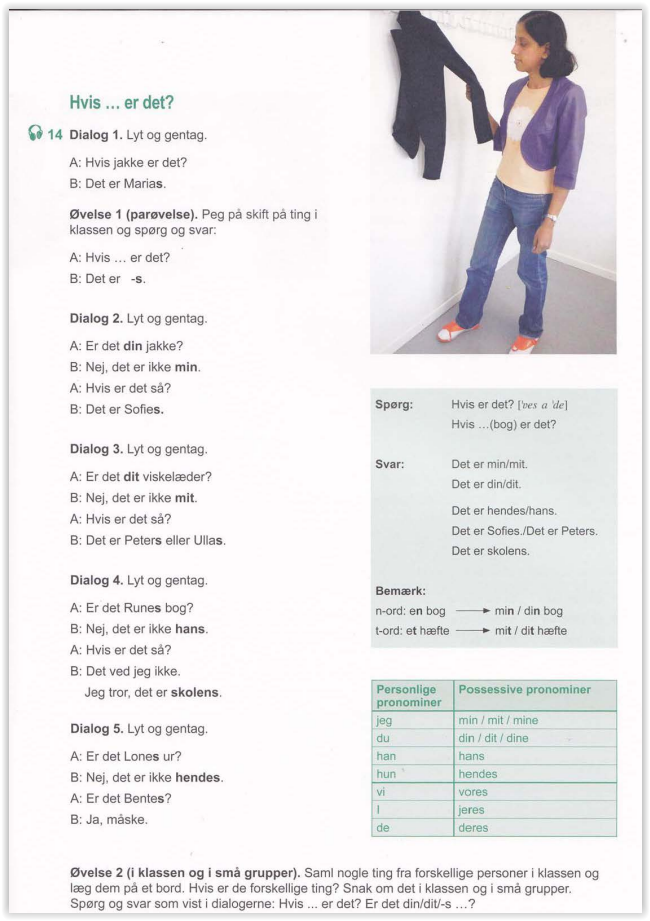 Hvis ... er det?
14 Dialog 1. Lyt og gentag.
A: Hvis jakke er det?
B: Det er Marias.
Øvelse 1 (parøvelse). Peg på skift på ting i
klassen og spørg og svar:
A: Hvis ... er det?
B: Det er -s.
Dialog 2. Lyt og gentag.
A: Er det din jakke?
B: Nej, det er ikke min.
A: Hvis er det så?
B: Det er Sofies.
Dialog 3. Lyt og gentag.
A: Er det dit viskelæder?
B: Nej, det er ikke mit.
A: Hvis er det så?
B: Det er Peters eller Ullas.
Dialog 4. Lyt og gentag.
A: Er det Runes bog?
B: Nej, det er ikke hans.
A: Hvis er det så?
B: Det ved jeg ikke.
Jeg tror, det er skolens.
Dialog 5. Lyt og gentag.
A: Er det Lones ur?
B: Nej, det er ikke hendes.
A: Er det Bentes?
B: Ja, måske.
Spørg: Hvis er det? ['ves a 'de]
Hvis ...(bog) er det?
Svar: Det er min/mit.
Det er din/dit.
Det er hendes/hans.
Det er Sofies./Det er Peters.
Det er skolens.
Bemærk:
n-ord: en bog → min / din bog
t-ord: et hæfte → mit / dit hæfte
Personlige pronominer Possessive pronominer
jeg min / mit / mine
du din / dit / dine
han hans
hun hendes
vi vores
I jeres
de deres
Øvelse 2 (i klassen og i små grupper). Saml nogle ting fra forskellige personer i klassen og
læg dem på et bord. Hvis er de forskellige ting? Snak om det i klassen og i små grupper.
Spørg og svar som vist i dialogerne: Hvis ... er det? Er det din/dit/-s ...?